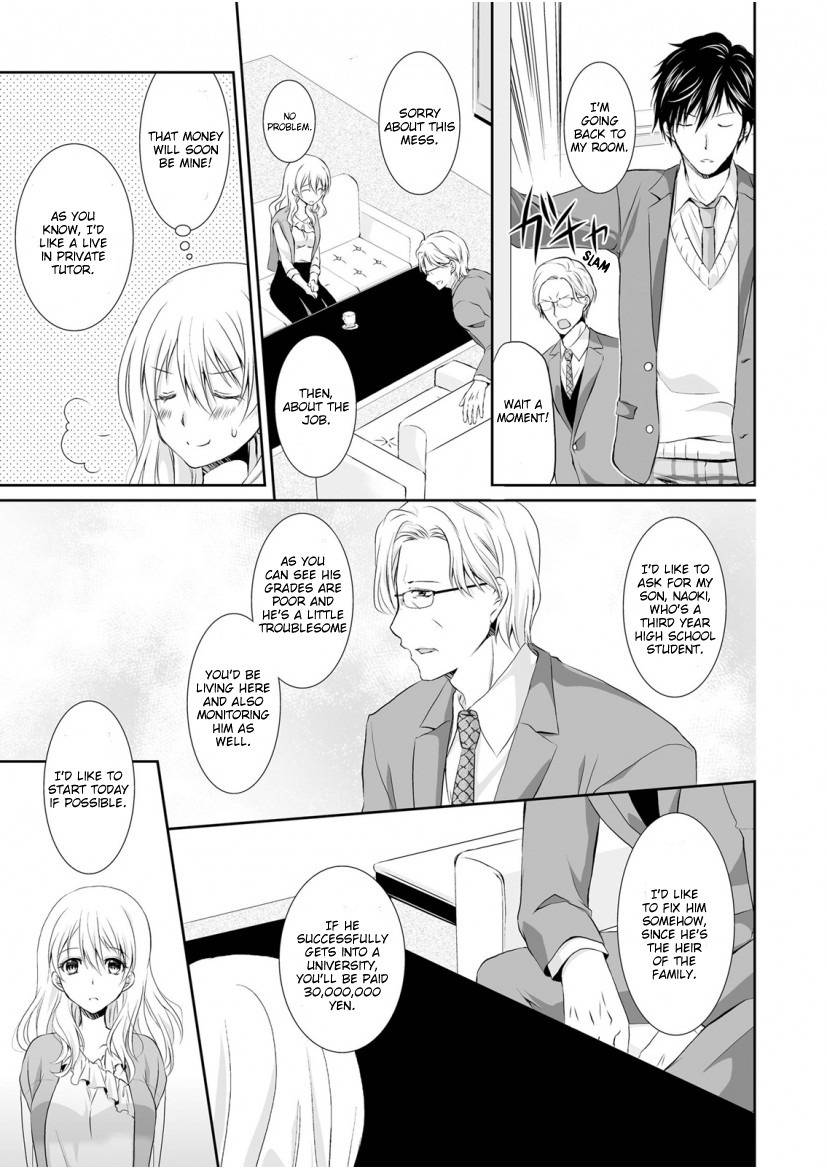 I'M
GOING
BACK TO
MY ROOM.
ガチャ
SLAM
WAIT A
MOMENT!
SORRY
ABOUT THIS
MESS.
NO
PROBLEM.
THEN,
ABOUT THE
JOB.
THAT MONEY
WILL SOON
BE MINE!
AS YOU
KNOW, I'D
LIKE A LIVE
IN PRIVATE
TUTOR.
I'D LIKE TO
ASK FOR MY
SON, NAOKI,
WHO'S A
THIRD YEAR
HIGH SCHOOL
STUDENT.
AS YOU
CAN SEE HIS
GRADES ARE
POOR AND
HE'S A LITTLE
TROUBLESOME
YOU'D BE
LIVING HERE
AND ALSO
MONITORING
HIM AS
WELL.
I'D LIKE
TO FIX HIM
SOMEHOW,
SINCE HE'S
THE HEIR
OF THE
FAMILY.
IF HE
SUCCESSFULLY
GETS INTO A
UNIVERSITY,
YOU'LL BE PAID
30,000,000
YEN.
I'D LIKE TO
START TODAY
IF POSSIBLE.